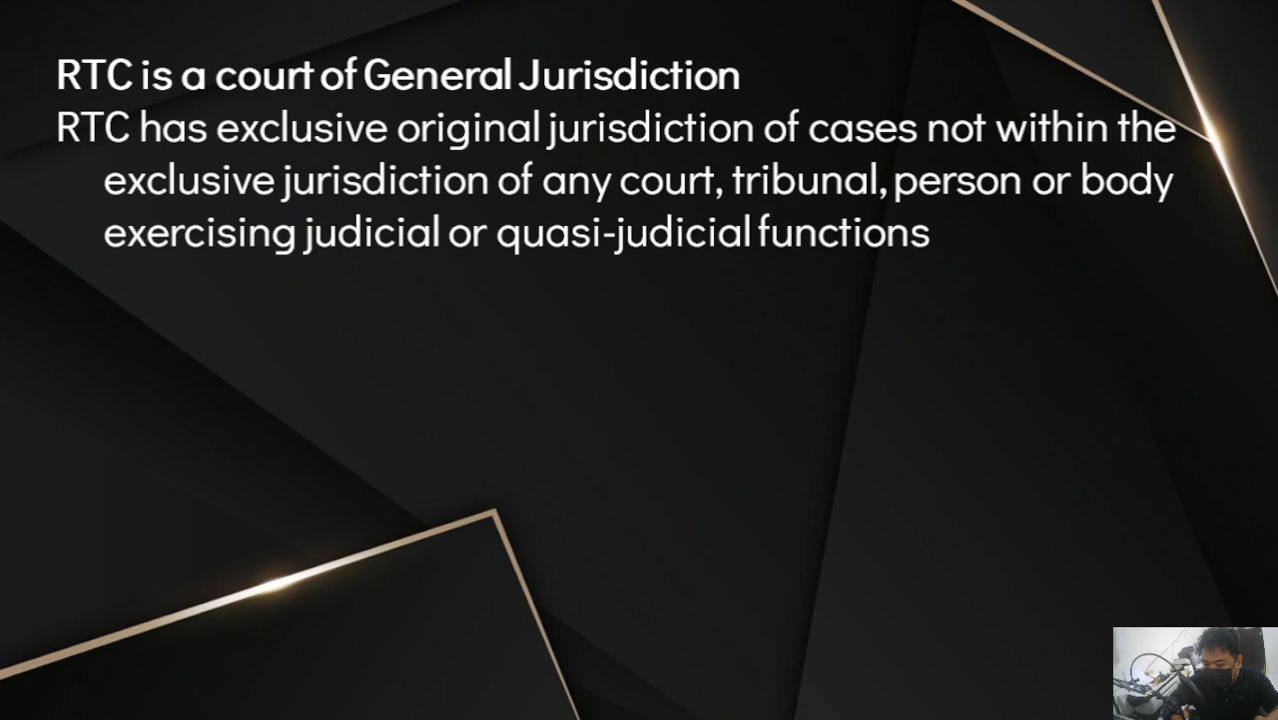 RTC is a court of General Jurisdiction
RTC has exclusive original jurisdiction of cases not within the
exclusive jurisdiction of any court, tribunal, person or body
exercising judicial or quasi-judicial functions